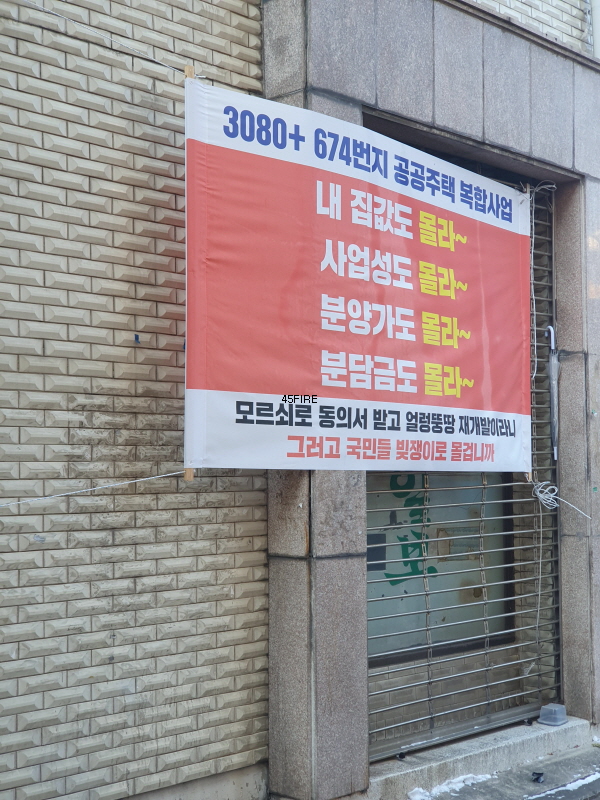 3080+ 674번지 공공주택 복합사업
내 집값도 몰라~
사업성도 몰라~
분양가도 몰라~
분담금도 몰라~
45FIRE
모르쇠로 동의서 받고 얼렁뚱땅 재개발이라니
그러고 국민들 빚쟁이로 몰겁니까